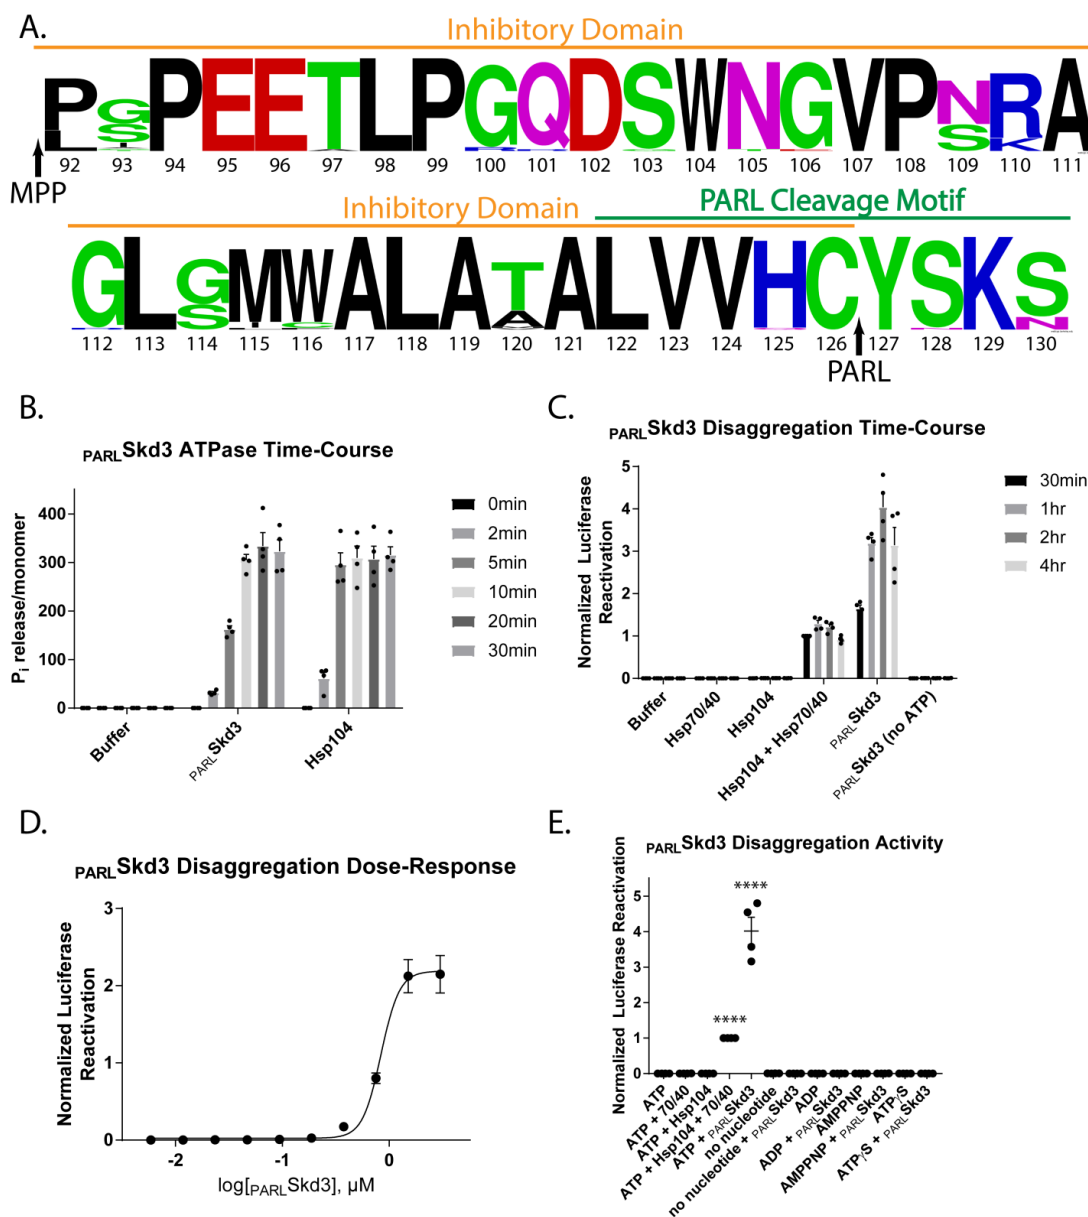 A.
Inhibitory Domain
P G P E E T L P G Q D S W N G V P N R A
L S S K
92 93 94 95 96 97 98 99 100 101 102 103 104 105 106 107 108 109 110 111
MPP
Inhibitory Domain PARL Cleavage Motif
G L G M W A L A T A L V V H C Y S K S
S A N
112 113 114 115 116 117 118 119 120 121 122 123 124 125 126 127 128 129 130
PARL
B.
PARLSkd3 ATPase Time-Course
Pi release/monomer
400
300
200
100
0
Buffer
PARLSkd3
Hsp104
0min
2min
5min
10min
20min
30min
C.
PARLSkd3 Disaggregation Time-Course
Normalized Luciferase
Reactivation
5
4
3
2
1
0
Buffer
Hsp70/40
Hsp104
Hsp104 + Hsp70/40
PARLSkd3
PARLSkd3 (no ATP)
30min
1hr
2hr
4hr
D.
PARLSkd3 Disaggregation Dose-Response
Normalized Luciferase
Reactivation
3
2
1
0
-2 -1 0
log[PARLSkd3], μM
E.
PARLSkd3 Disaggregation Activity
Normalized Luciferase Reactivation
5
4
3
2
1
0
****
****
ATP
ATP + 70/40
ATP + Hsp104
ATP + Hsp104 + 70/40
ATP + PARLSkd3
no nucleotide
no nucleotide + PARLSkd3
ADP
ADP + PARLSkd3
AMPPNP
AMPPNP + PARLSkd3
ATPγS
ATPγS + PARLSkd3